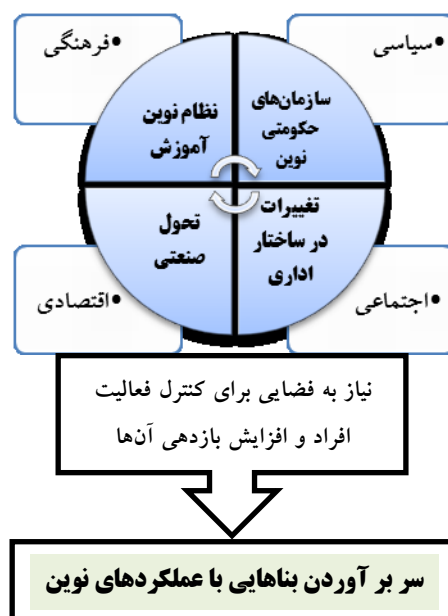 •سیاسی
•فرهنگی
سازمان‌های
حکومتی
نوین
نظام نوین
آموزش
تغییرات
در ساختار
اداری
تحول
صنعتی
•اجتماعی
•اقتصادی
نیاز به فضایی برای کنترل فعالیت
افراد و افزایش بازدهی آن‌ها
سر بر آوردن بناهایی با عملکردهای نوین